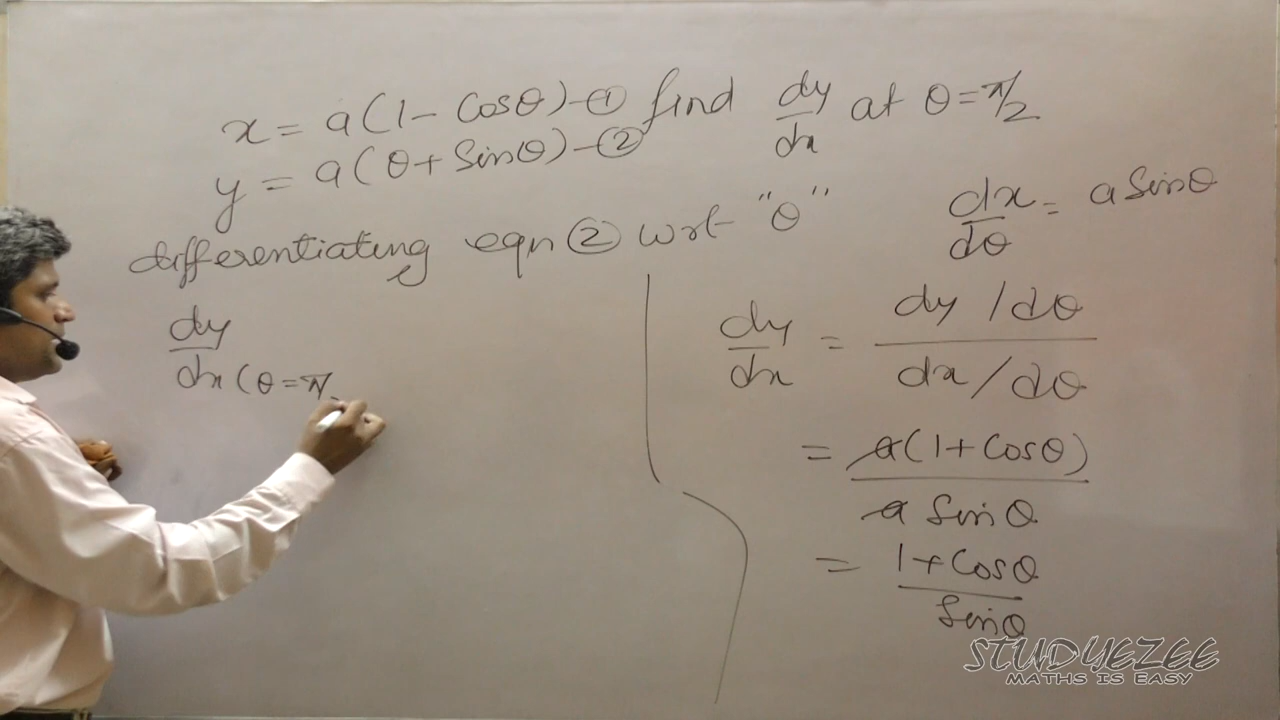 x = a(1 - Cosθ) - ① find dy/dx at θ = π/2
y = a(θ + Sinθ) - ②
differentiating eqn ② wrt "θ"
dx/dθ = a Sinθ
dy/dx (θ = π
dy/dx = dy/dθ / dx/dθ
= a(1 + Cosθ) / a Sinθ
= 1 + Cosθ / Sinθ
STUDYEZEE
MATHS IS EASY